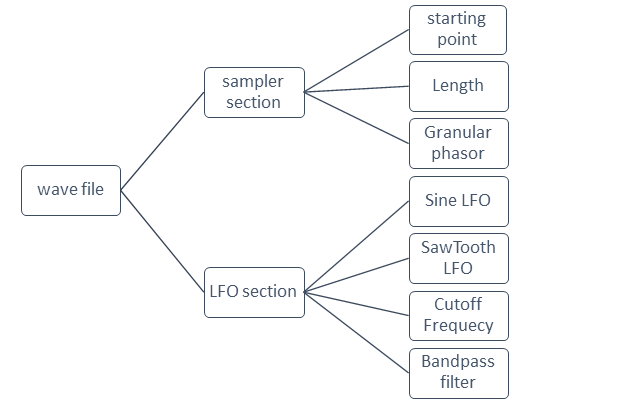 starting
point
sampler
section
Length
Granular
phasor
wave file
Sine LFO
SawTooth
LFO
LFO section
Cutoff
Frequecy
Bandpass
filter